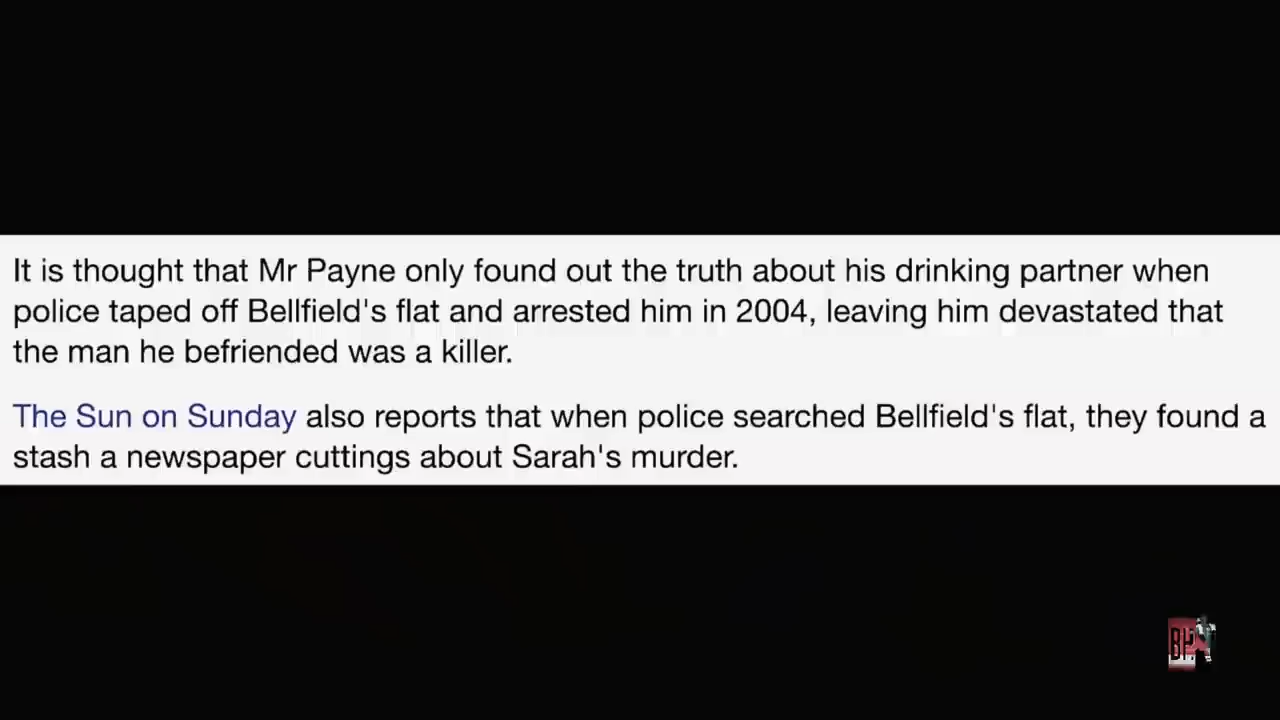 It is thought that Mr Payne only found out the truth about his drinking partner when
police taped off Bellfield's flat and arrested him in 2004, leaving him devastated that
the man he befriended was a killer.
The Sun on Sunday also reports that when police searched Bellfield's flat, they found a
stash a newspaper cuttings about Sarah's murder.